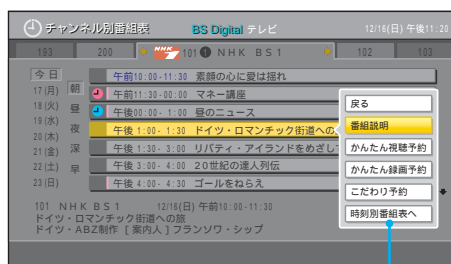 チャンネル別番組表 BS Digital テレビ 12/16(日) 午後11:20
193 200 NHK 101 1 NHK BS1 102 103
今日 午前10:00-11:30 素顔の心に愛は揺れ
17(月) 朝 午前11:30-00:00 マネー講座
18(火) 昼 午後00:00- 1:00 昼のニュース
19(水) 夜 午後 1:00- 1:30 ドイツ・ロマンチック街道への
20(木) 深 午後 1:30- 3:00 リバティ・アイランドをめざし
21(金) 早 午後 3:00- 4:00 20世紀の達人列伝
22(土) 午後 4:00- 4:30 ゴールをねらえ
23(日)
戻る
番組説明
かんたん視聴予約
かんたん録画予約
こだわり予約
時刻別番組表へ
101 NHK BS1 12/16(日) 午前10:00-11:30
ドイツ・ロマンチック街道への旅
ドイツ・ABZ制作 [案内人] フランソワ・シップ